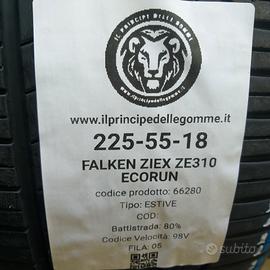 IL PRINCIPE DELLE GOMME
www.ilprincipedellegomme.it
225-55-18
FALKEN ZIEX ZE310
ECORUN
codice prodotto: 66280
Tipo: ESTIVE
COD:
Battistrada: 80%
Codice Velocità: 98V
FILA: 05
subito